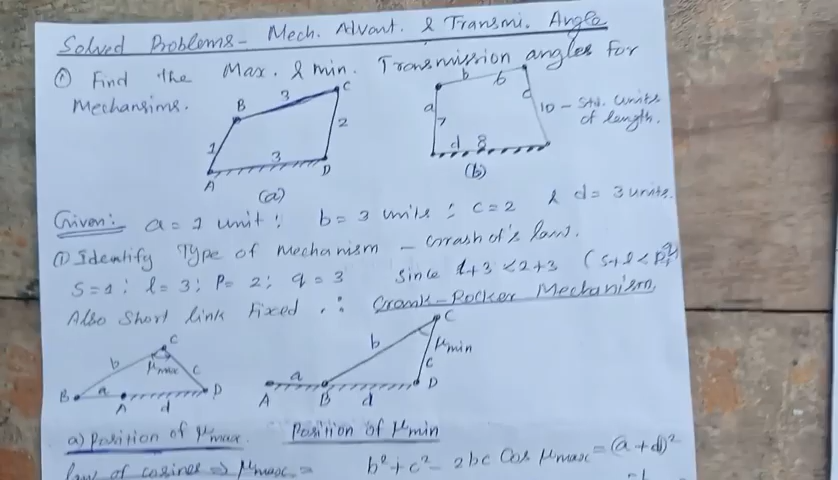 Solved Problems - Mech. Advant. & Transmi. Angle
① Find the Max. & min. Transmission angles for
Mechansims.
B 3 C
1 2
3
A D
(a)
b 6
a 7 c 10 - Std. units
of length.
d 8
(b)
Given: a = 1 unit; b = 3 units; c = 2 & d = 3 units.
① Identify Type of mechanism - Grashof's law.
S = 1; l = 3; P = 2; q = 3 Since 1+3 < 2+3 (S+l < P+q)
Also Short link Fixed ∴ Crank-Rocker Mechanism
C
b μmax c
B a A d D
C
b μmin
c
a
A B d D
a) Position of μmax. Position of μmin
law of cosines ⇒ μmax = b² + c² - 2bc Cos μmax = (a+d)²